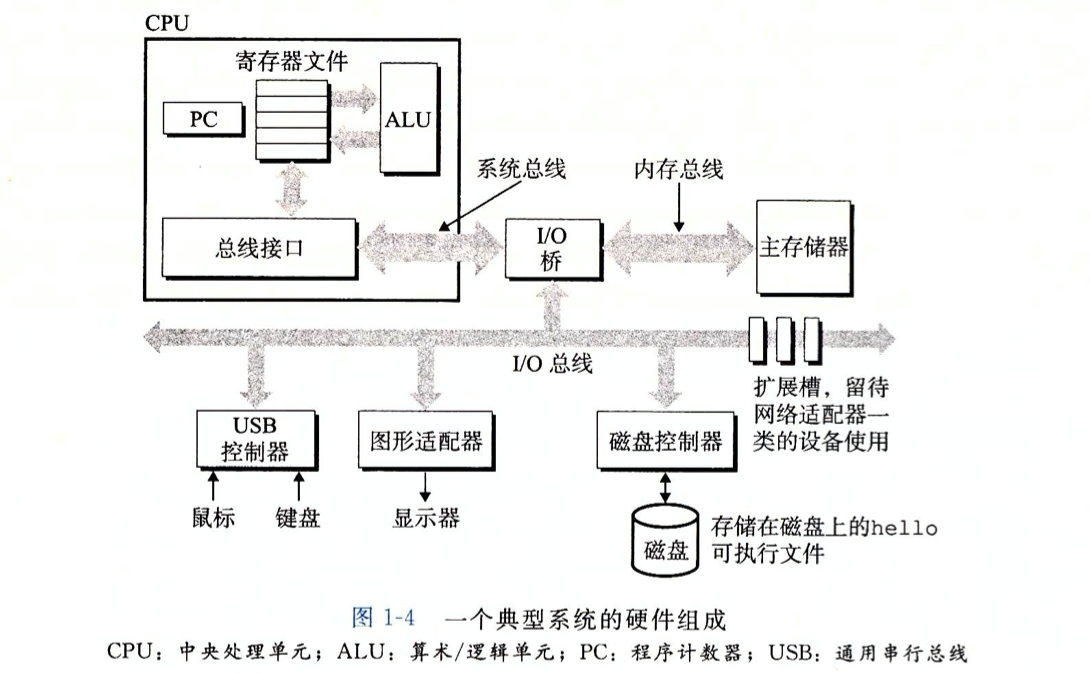 CPU
寄存器文件
PC
ALU
系统总线
内存总线
总线接口
I/O
桥
主存储器
I/O 总线
扩展槽，留待
网络适配器一
类的设备使用
USB
控制器
图形适配器
磁盘控制器
鼠标
键盘
显示器
磁盘
存储在磁盘上的hello
可执行文件
图 1-4 一个典型系统的硬件组成
CPU：中央处理单元；ALU：算术/逻辑单元；PC：程序计数器；USB：通用串行总线